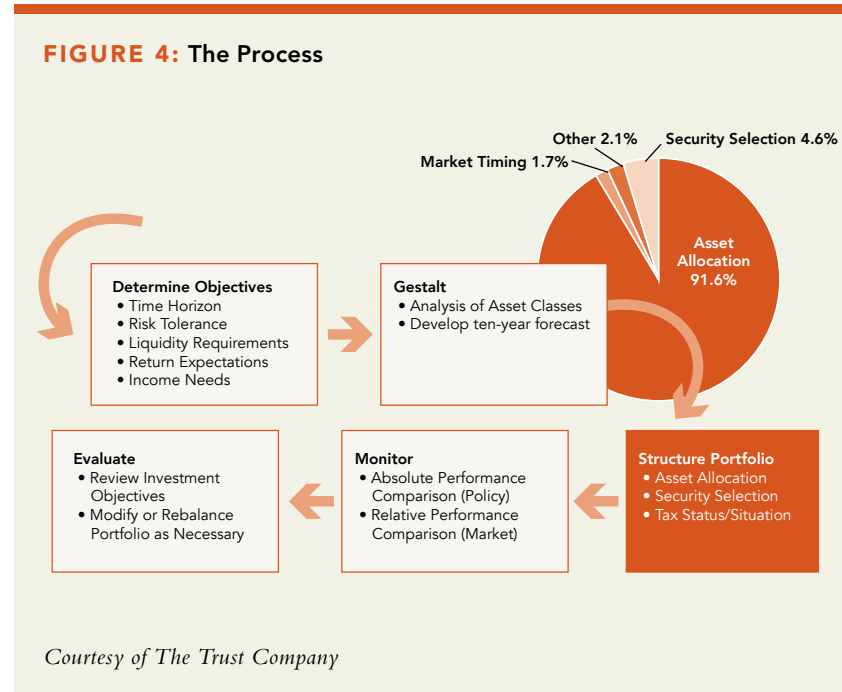 FIGURE 4: The Process
Other 2.1%
Security Selection 4.6%
Market Timing 1.7%
Asset
Allocation
91.6%
Determine Objectives
• Time Horizon
• Risk Tolerance
• Liquidity Requirements
• Return Expectations
• Income Needs
Gestalt
• Analysis of Asset Classes
• Develop ten-year forecast
Structure Portfolio
• Asset Allocation
• Security Selection
• Tax Status/Situation
Monitor
• Absolute Performance
Comparison (Policy)
• Relative Performance
Comparison (Market)
Evaluate
• Review Investment
Objectives
• Modify or Rebalance
Portfolio as Necessary
Courtesy of The Trust Company